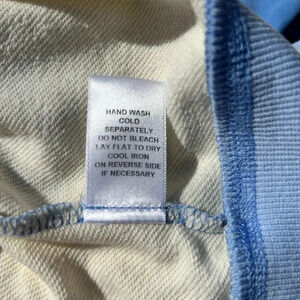 HAND WASH
COLD
SEPARATELY
DO NOT BLEACH
LAY FLAT TO DRY
COOL IRON
ON REVERSE SIDE
IF NECESSARY